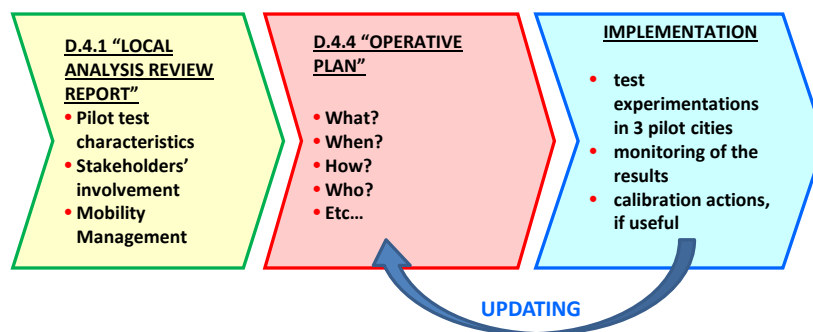 D.4.1 “LOCAL
ANALYSIS REVIEW
REPORT”
• Pilot test
characteristics
• Stakeholders’
involvement
• Mobility
Management
D.4.4 “OPERATIVE
PLAN”
• What?
• When?
• How?
• Who?
• Etc…
IMPLEMENTATION
• test
experimentations
in 3 pilot cities
• monitoring of the
results
• calibration actions,
if useful
UPDATING